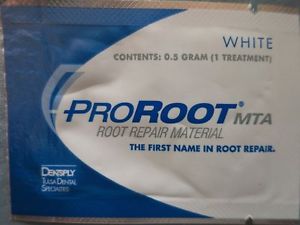 WHITE
CONTENTS: 0.5 GRAM (1 TREATMENT)
PROROOT® MTA
ROOT REPAIR MATERIAL
THE FIRST NAME IN ROOT REPAIR.
DENTSPLY
TULSA DENTAL
SPECIALTIES